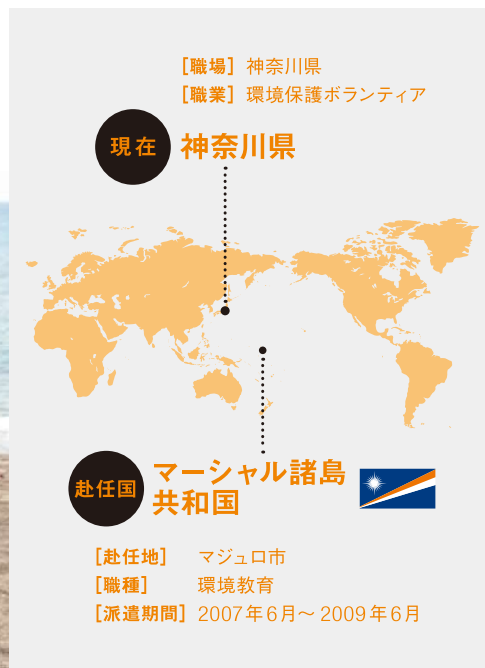 [職場] 神奈川県
[職業] 環境保護ボランティア
現在 神奈川県
赴任国 マーシャル諸島
共和国
[赴任地] マジュロ市
[職種] 環境教育
[派遣期間] 2007年6月〜2009年6月